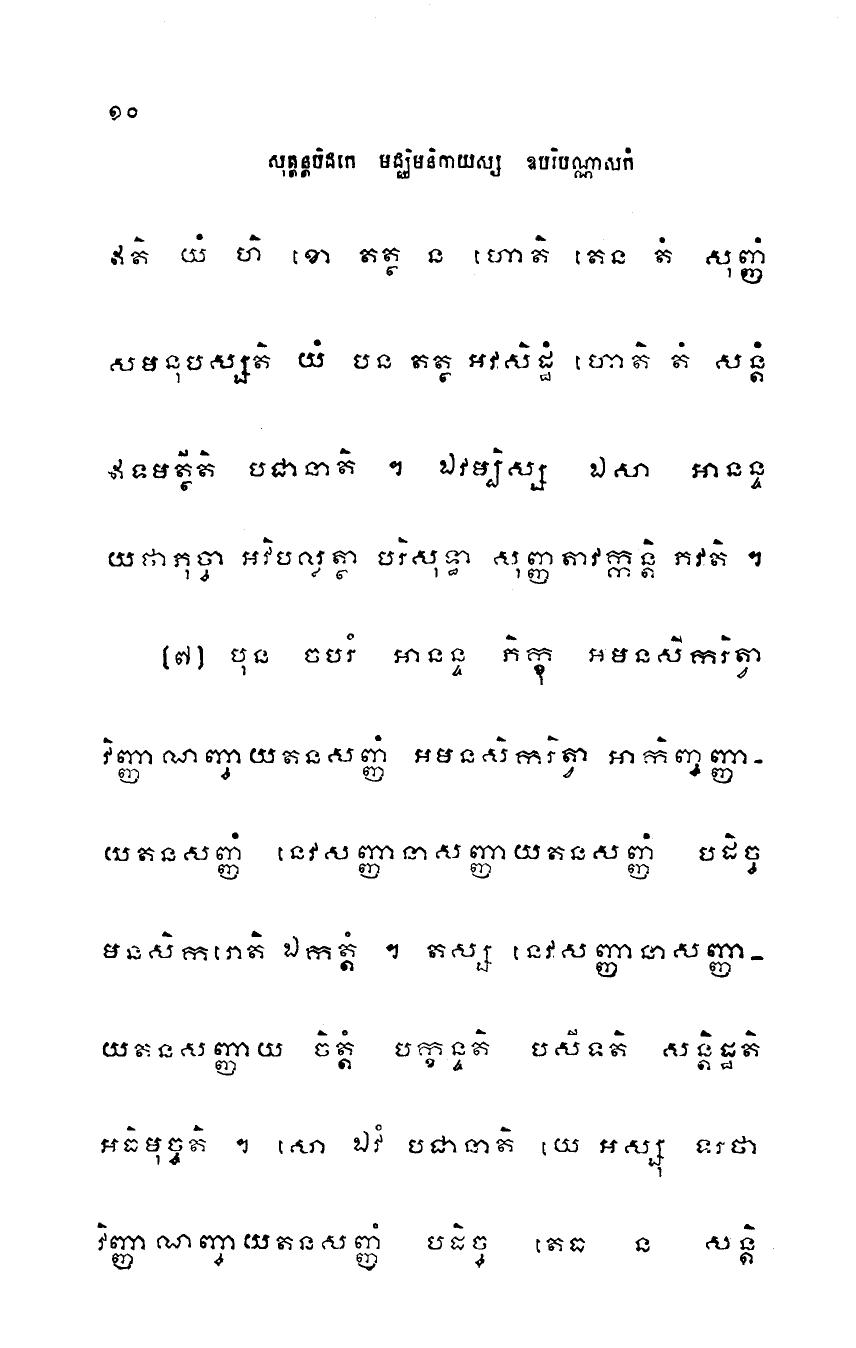 ១០
សុត្តន្តបិដកេ មជ្ឈិមនិកាយស្ស ឧបរិបណ្ណាសកំ
ឥតិ យំ ហិ ខោ តត្ថ ន ហោតិ តេន តំ សុញ្ញំ
សមនុបស្សតិ យំ បន តត្ថ អវសិដ្ឋំ ហោតិ តំ សន្តំ
ឥទមត្ថីតិ បជានាតិ ។ ឯវម្បិស្ស ឯសា អានន្ទ
យថាភុច្ចា អវិបល្លត្ថា បរិសុទ្ធា សុញ្ញតាវក្កន្តិ ភវតិ ។
[៧] បុន ចបរំ អានន្ទ ភិក្ខុ អមនសីករិត្វា
វិញ្ញាណញ្ចាយតនសញ្ញំ អមនសិករិត្វា អាកិញ្ចញ្ញា-
យតនសញ្ញំ នេវសញ្ញានាសញ្ញាយតនសញ្ញំ បដិច្ច
មនសិករោតិ ឯកត្តំ ។ តស្ស នេវសញ្ញានាសញ្ញា-
យតនសញ្ញាយ ចិត្តំ បក្ខន្ទតិ បសីទតិ សន្តិដ្ឋតិ
អធិមុច្ចតិ ។ សោ ឯវំ បជានាតិ យេ អស្សុ ទរថា
វិញ្ញាណញ្ចាយតនសញ្ញំ បដិច្ច តេធ ន សន្តិ